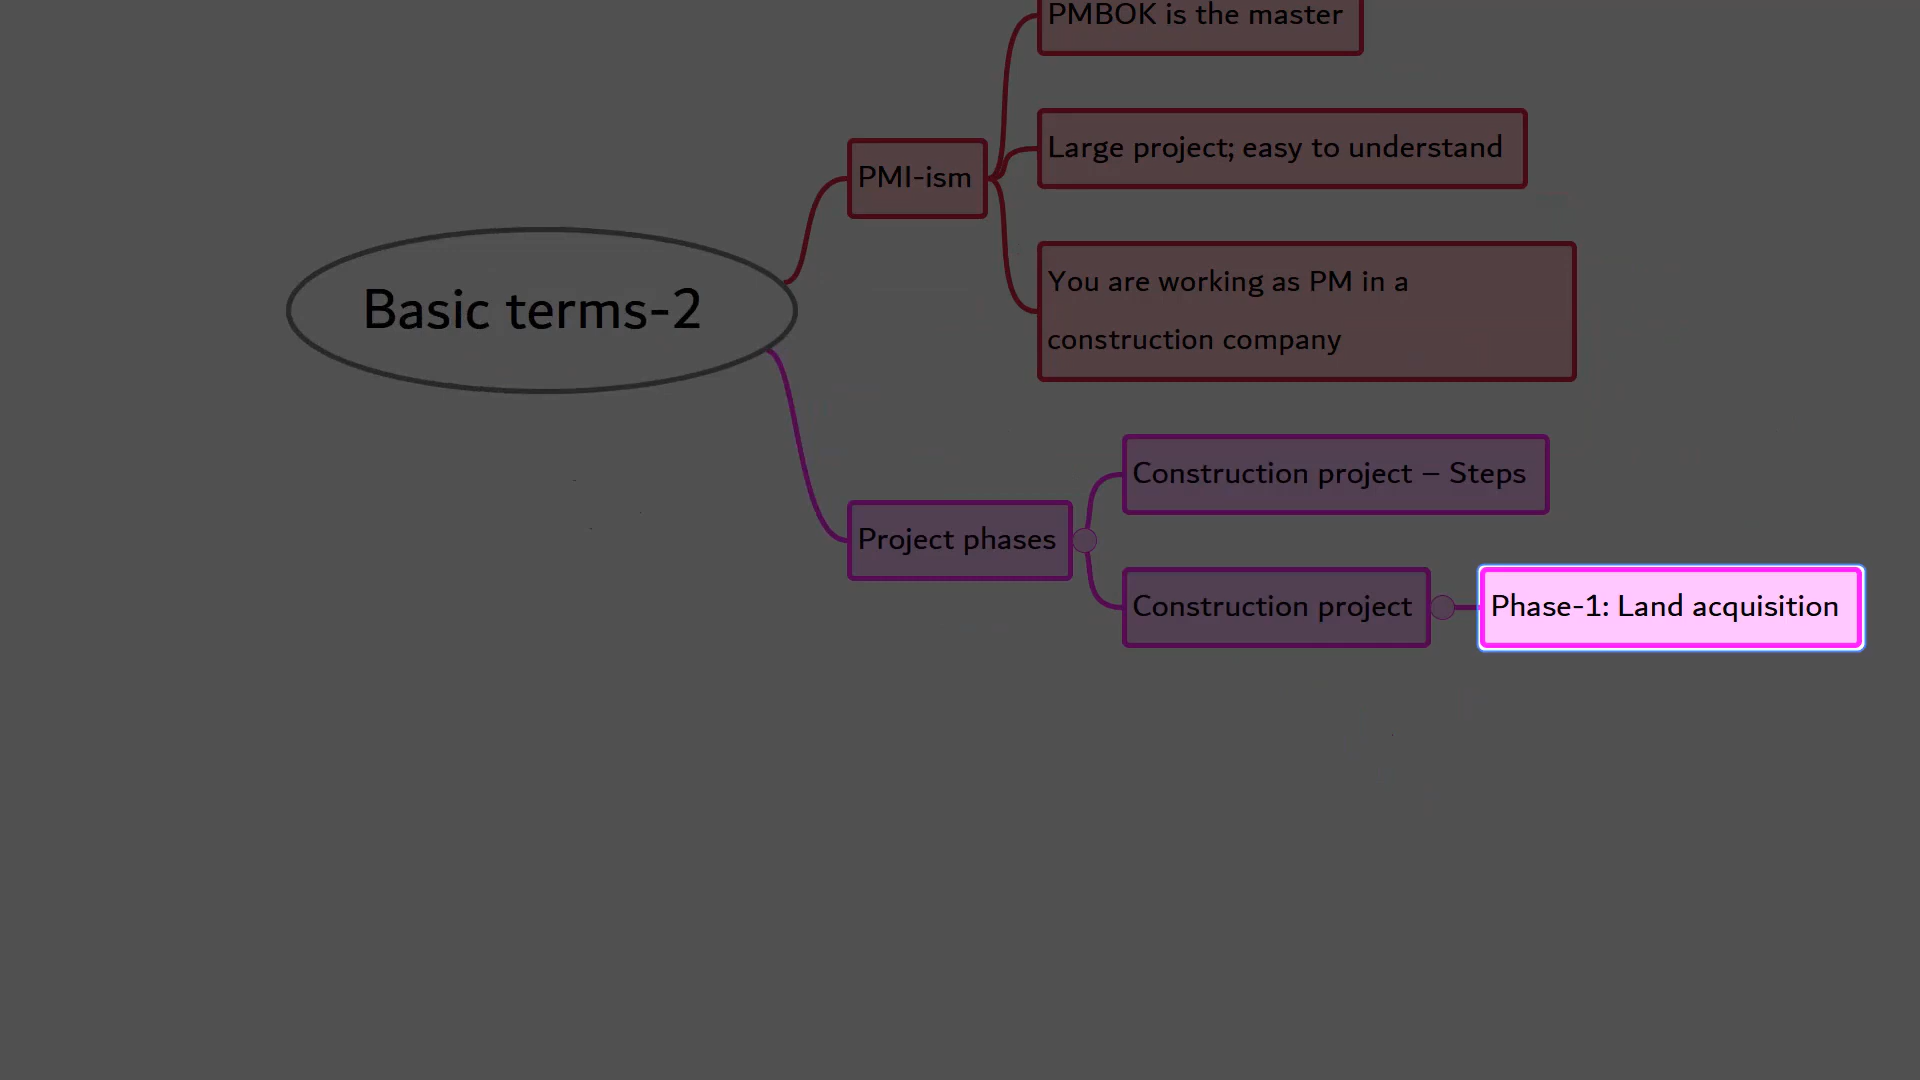 PMBOK is the master
Large project; easy to understand
PMI-ism
You are working as PM in a
construction company
Basic terms-2
Construction project – Steps
Project phases
Construction project
Phase-1: Land acquisition